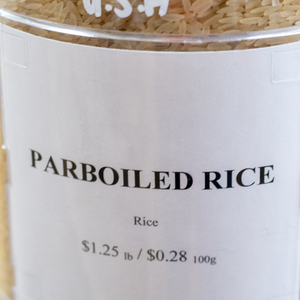 U.S.A
PARBOILED RICE
Rice
$1.25 lb / $0.28 100g